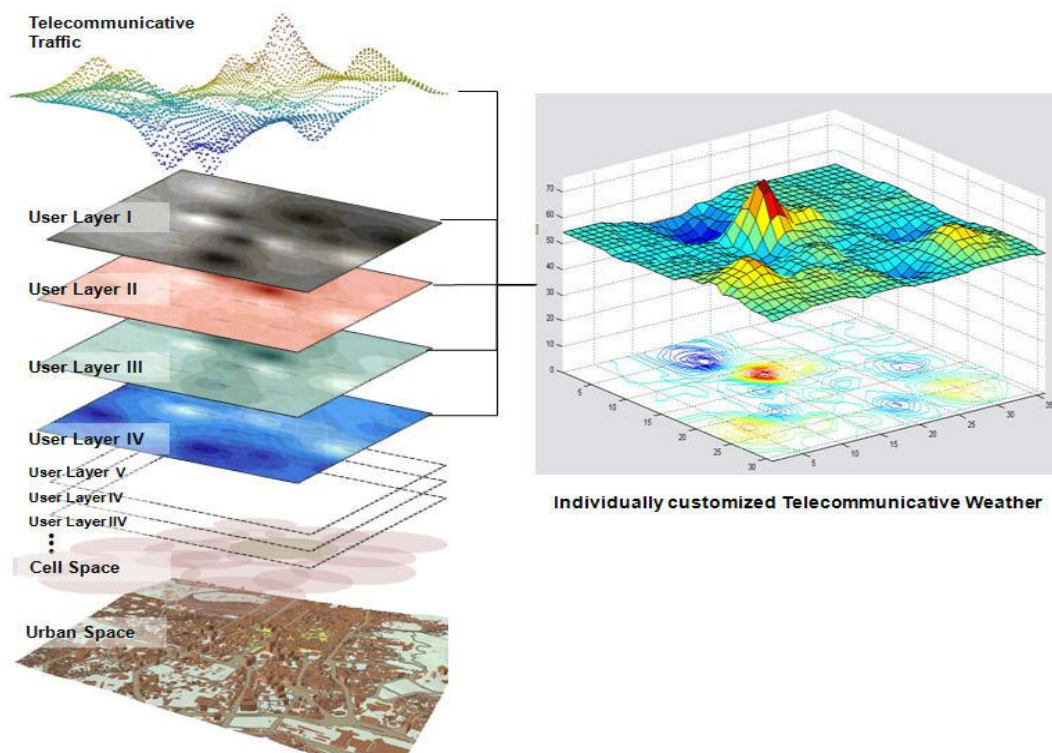 Telecommunicative
Traffic
User Layer I
User Layer II
User Layer III
User Layer IV
User Layer V
User Layer IV
User Layer IIV
Cell Space
Urban Space
70
60
50
40
30
20
10
0
5
10
15
20
25
30
5
10
15
20
25
30
35
Individually customized Telecommunicative Weather